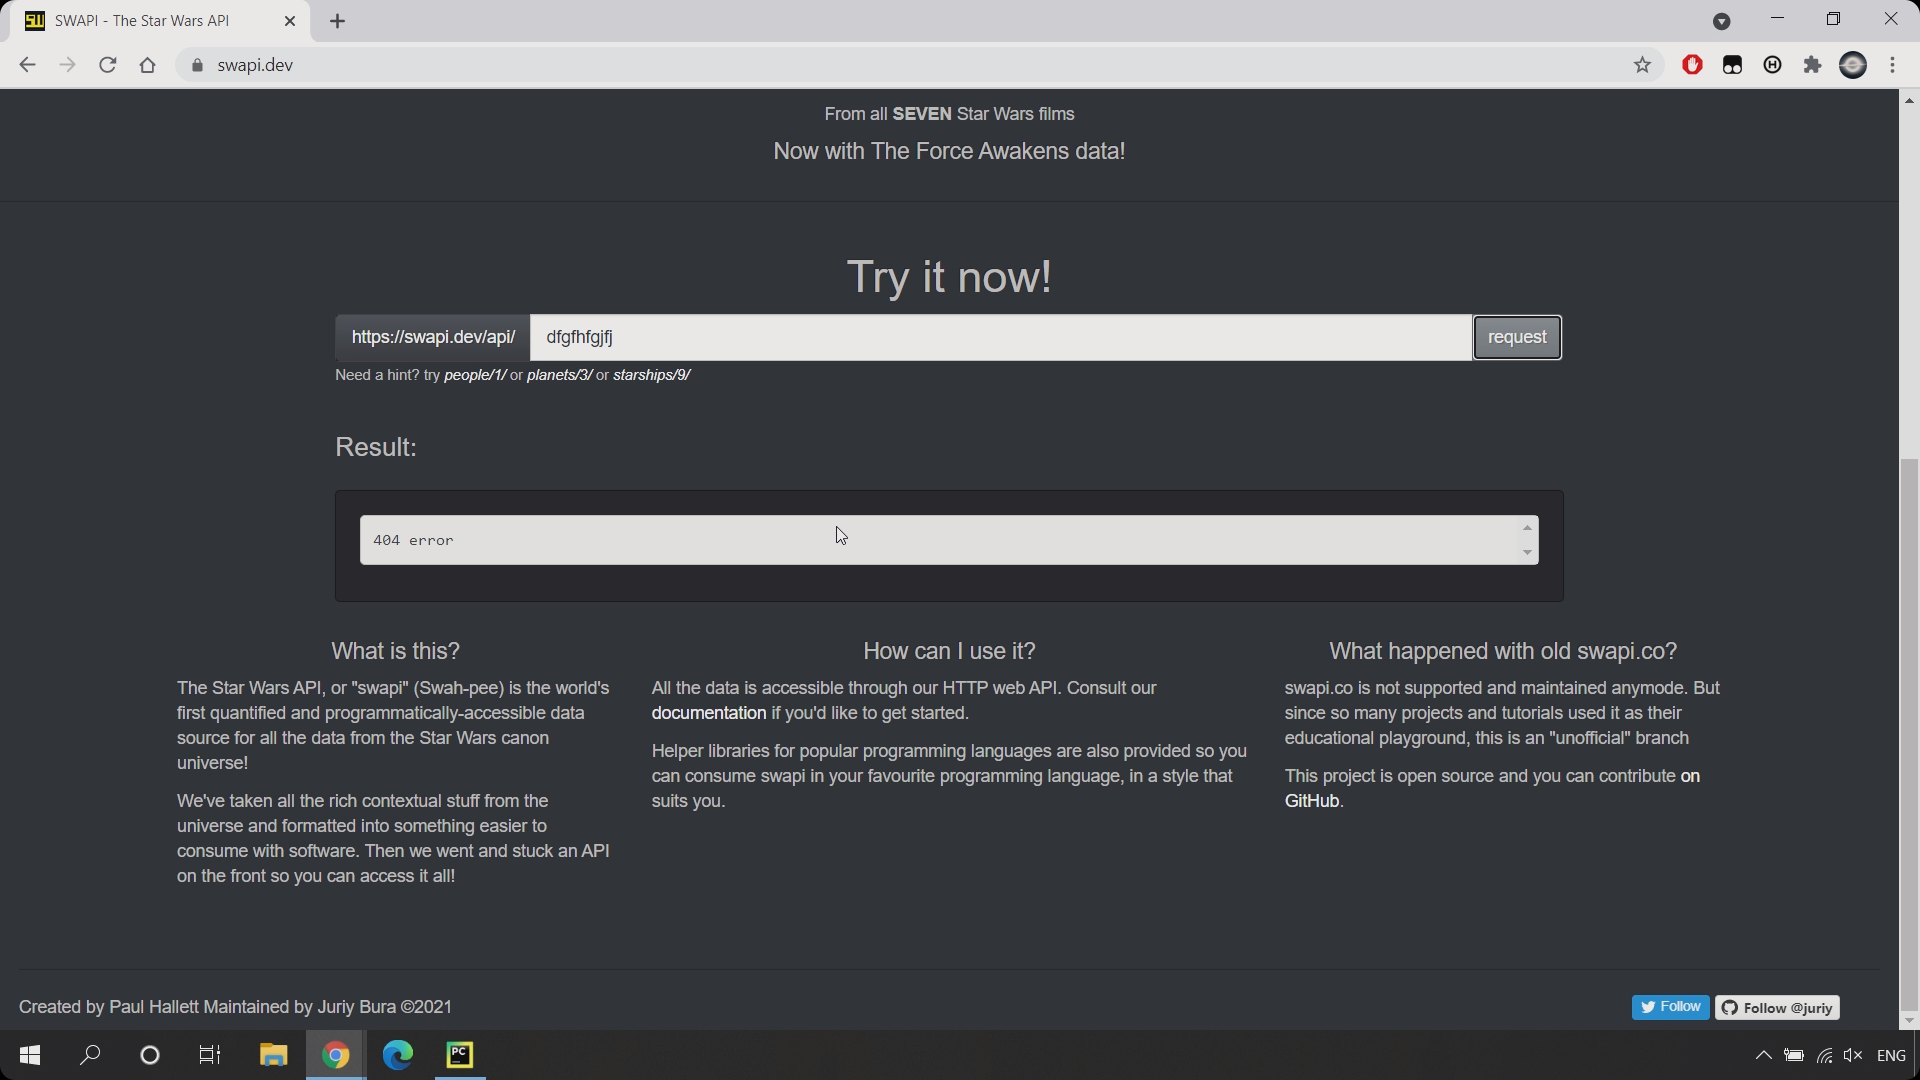 SWAPI - The Star Wars API
swapi.dev
From all SEVEN Star Wars films
Now with The Force Awakens data!
Try it now!
https://swapi.dev/api/ dfgfhfgjfj request
Need a hint? try people/1/ or planets/3/ or starships/9/
Result:
404 error
What is this?
The Star Wars API, or "swapi" (Swah-pee) is the world's
first quantified and programmatically-accessible data
source for all the data from the Star Wars canon
universe!
We've taken all the rich contextual stuff from the
universe and formatted into something easier to
consume with software. Then we went and stuck an API
on the front so you can access it all!
How can I use it?
All the data is accessible through our HTTP web API. Consult our
documentation if you'd like to get started.
Helper libraries for popular programming languages are also provided so you
can consume swapi in your favourite programming language, in a style that
suits you.
What happened with old swapi.co?
swapi.co is not supported and maintained anymode. But
since so many projects and tutorials used it as their
educational playground, this is an "unofficial" branch
This project is open source and you can contribute on
GitHub.
Created by Paul Hallett Maintained by Juriy Bura ©2021
Follow
Follow @juriy
PC
ENG